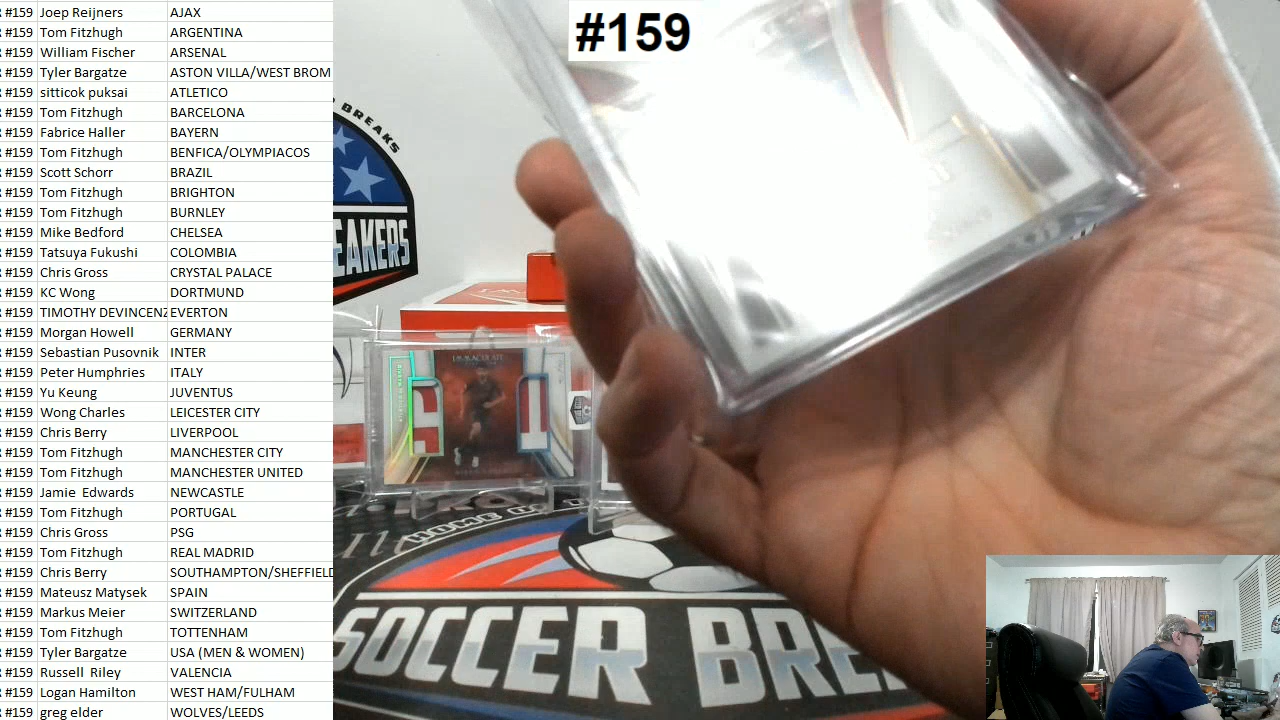 #159 Joep Reijners AJAX
#159 Tom Fitzhugh ARGENTINA
#159 William Fischer ARSENAL
#159 Tyler Bargatze ASTON VILLA/WEST BROM
#159 sitticok puksai ATLETICO
#159 Tom Fitzhugh BARCELONA
#159 Fabrice Haller BAYERN
#159 Tom Fitzhugh BENFICA/OLYMPIACOS
#159 Scott Schorr BRAZIL
#159 Tom Fitzhugh BRIGHTON
#159 Tom Fitzhugh BURNLEY
#159 Mike Bedford CHELSEA
#159 Tatsuya Fukushi COLOMBIA
#159 Chris Gross CRYSTAL PALACE
#159 KC Wong DORTMUND
#159 TIMOTHY DEVINCENZ EVERTON
#159 Morgan Howell GERMANY
#159 Sebastian Pusovnik INTER
#159 Peter Humphries ITALY
#159 Yu Keung JUVENTUS
#159 Wong Charles LEICESTER CITY
#159 Chris Berry LIVERPOOL
#159 Tom Fitzhugh MANCHESTER CITY
#159 Tom Fitzhugh MANCHESTER UNITED
#159 Jamie Edwards NEWCASTLE
#159 Tom Fitzhugh PORTUGAL
#159 Chris Gross PSG
#159 Tom Fitzhugh REAL MADRID
#159 Chris Berry SOUTHAMPTON/SHEFFIELD
#159 Mateusz Matysek SPAIN
#159 Markus Meier SWITZERLAND
#159 Tom Fitzhugh TOTTENHAM
#159 Tyler Bargatze USA (MEN & WOMEN)
#159 Russell Riley VALENCIA
#159 Logan Hamilton WEST HAM/FULHAM
#159 greg elder WOLVES/LEEDS
#159
BREAKS
EAKERS
IMMACULATE
HOME OF
SOCCER BRE